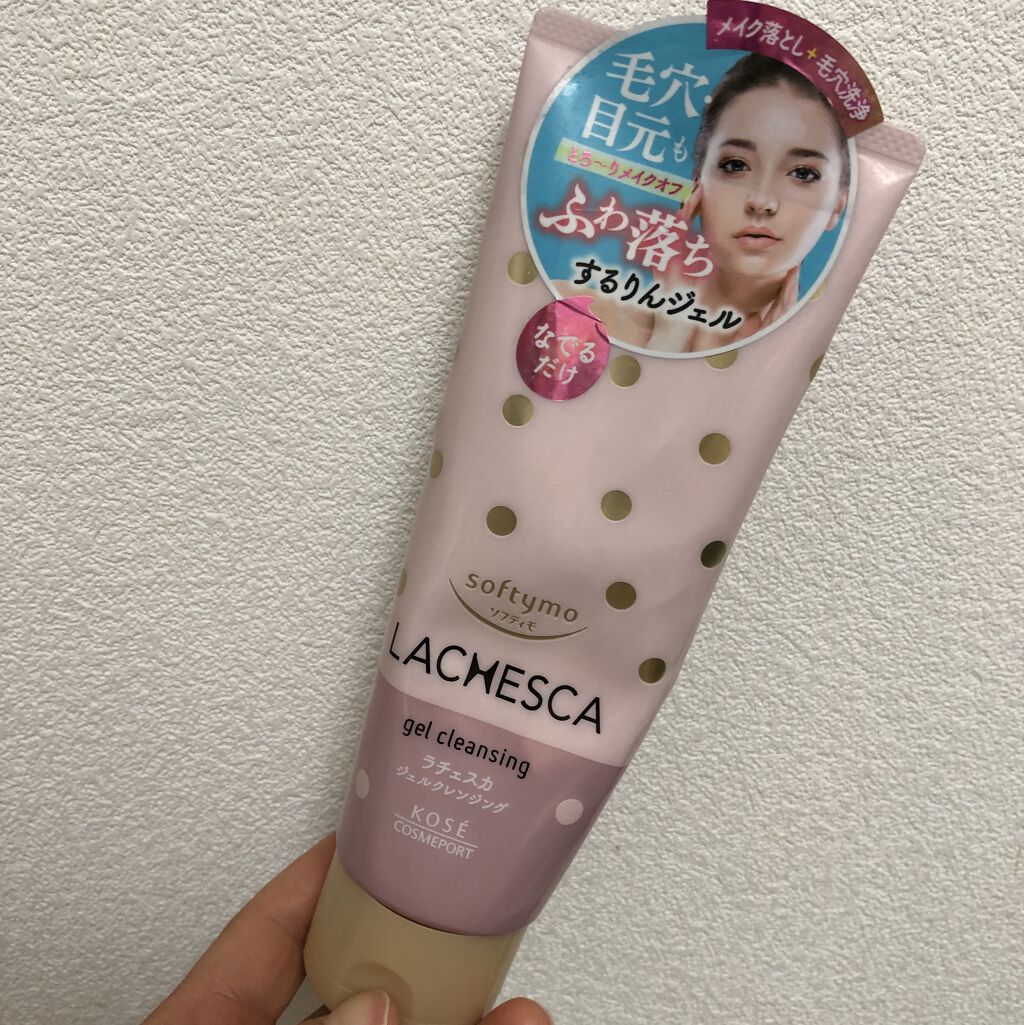 メイク落とし+毛穴洗浄
毛穴・
目元も
とろ〜りメイクオフ
ふわ落ち
するりんジェル
なでる
だけ
softymo
ソフティモ
LACHESCA
gel cleansing
ラチェスカ
ジェルクレンジング
KOSÉ
COSMEPORT